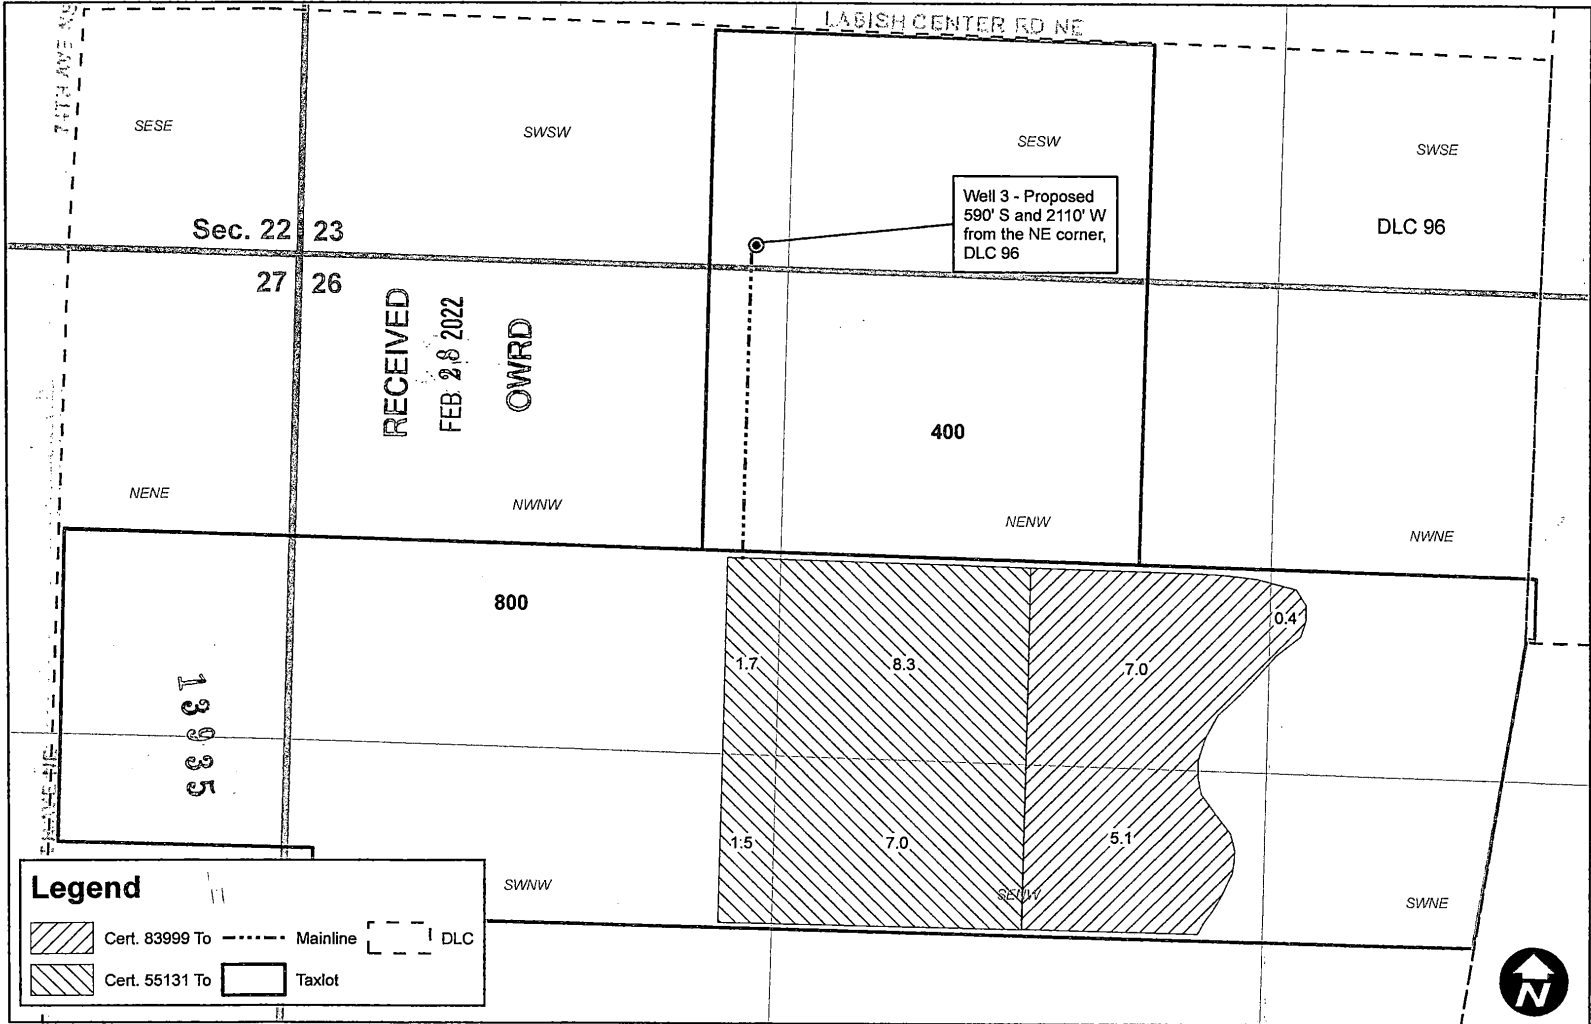 LABISH CENTER RD NE
74TH AVE NE
SESE
SWSW
SESW
SWSE
Well 3 - Proposed
590' S and 2110' W
from the NE corner,
DLC 96
DLC 96
Sec. 22 23
27 26
RECEIVED
FEB 28 2022
OWRD
400
NENE
NWNW
NENW
NWNE
800
0.4
1.7
8.3
7.0
13935
1.5
7.0
5.1
SWNW
SENW
SWNE
Legend
Cert. 83999 To
Mainline
DLC
Cert. 55131 To
Taxlot
N